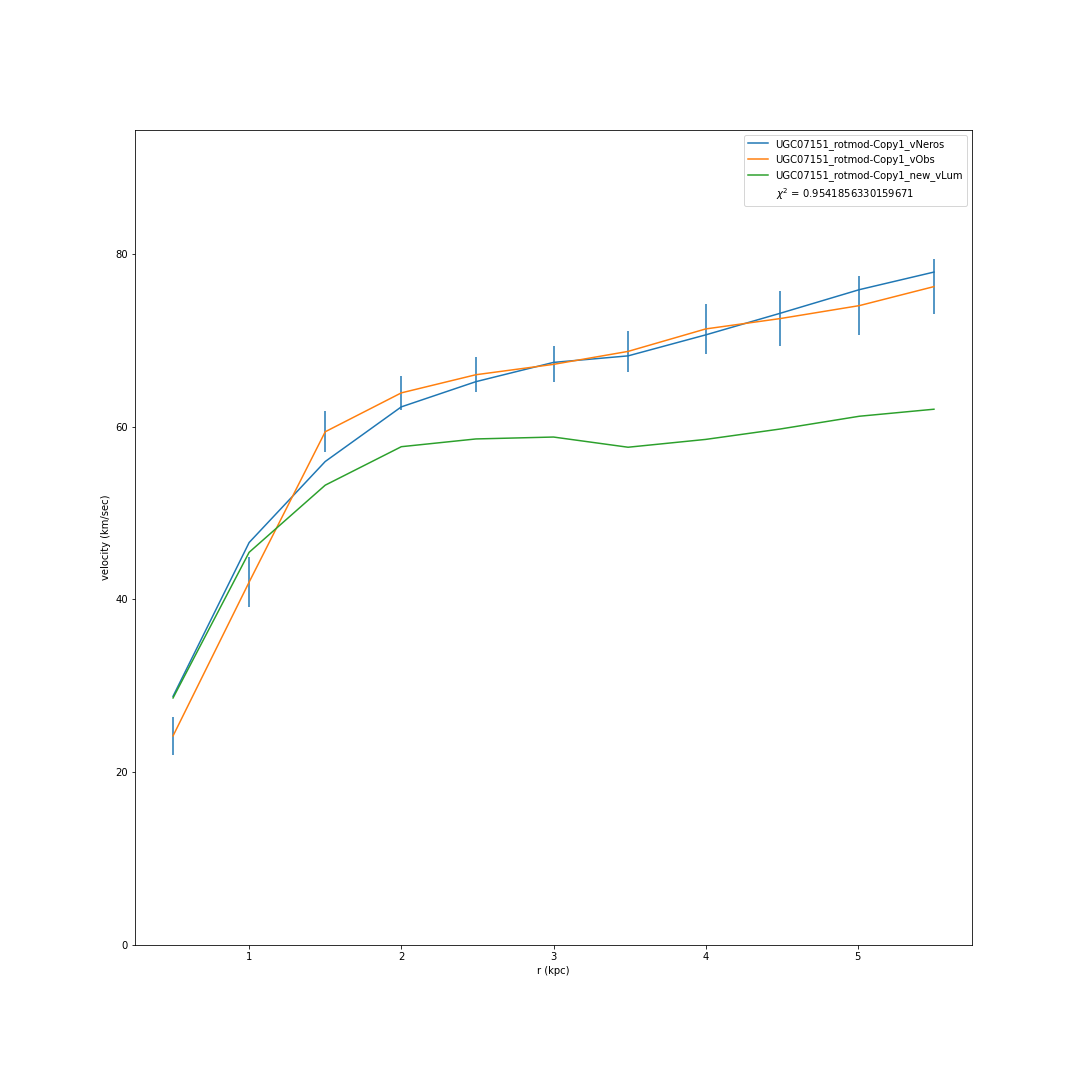 UGC07151_rotmod-Copy1_vNeros
UGC07151_rotmod-Copy1_vObs
UGC07151_rotmod-Copy1_new_vLum
χ² = 0.9541856330159671
80
60
40
20
0
velocity (km/sec)
1 2 3 4 5
r (kpc)